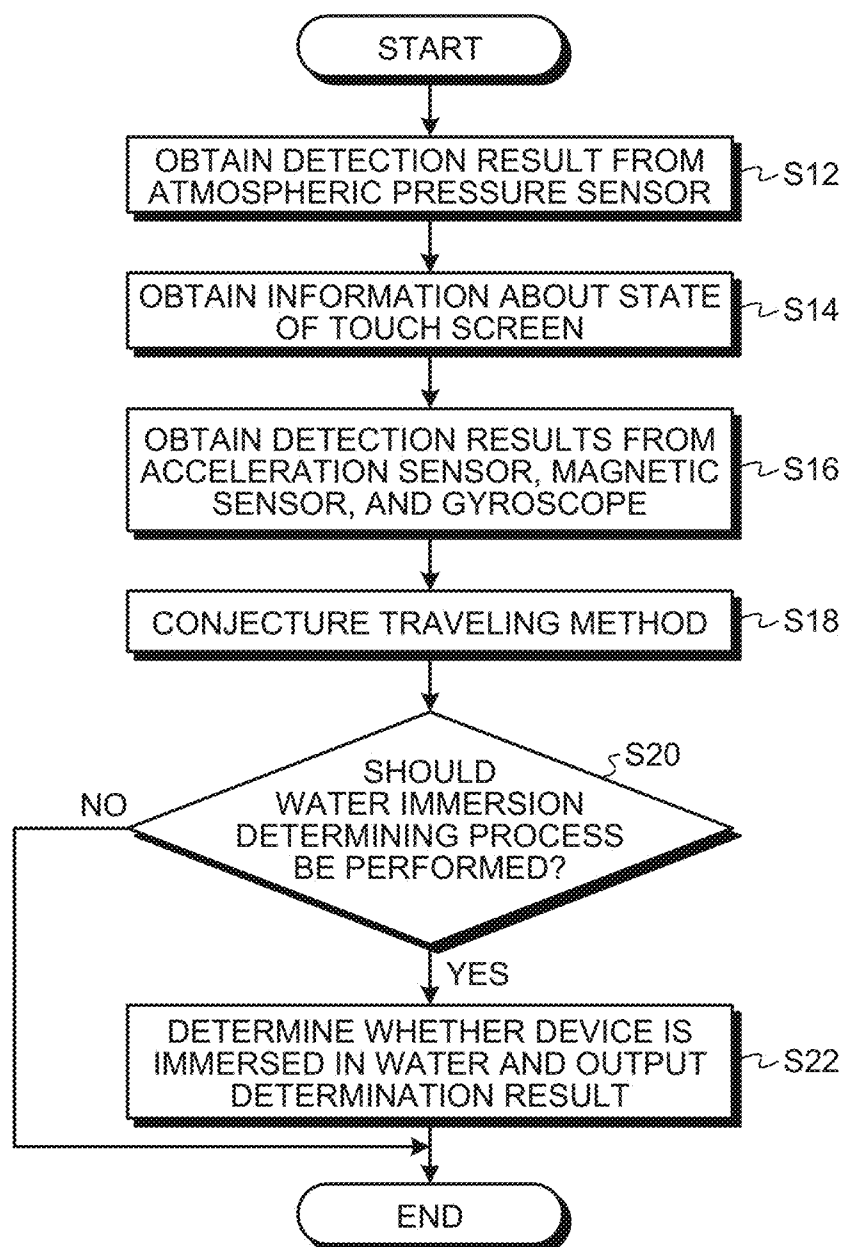 START
OBTAIN DETECTION RESULT FROM
ATMOSPHERIC PRESSURE SENSOR
S12
OBTAIN INFORMATION ABOUT STATE
OF TOUCH SCREEN
S14
OBTAIN DETECTION RESULTS FROM
ACCELERATION SENSOR, MAGNETIC
SENSOR, AND GYROSCOPE
S16
CONJECTURE TRAVELING METHOD
S18
S20
SHOULD
WATER IMMERSION
DETERMINING PROCESS
BE PERFORMED?
NO
YES
DETERMINE WHETHER DEVICE IS
IMMERSED IN WATER AND OUTPUT
DETERMINATION RESULT
S22
END